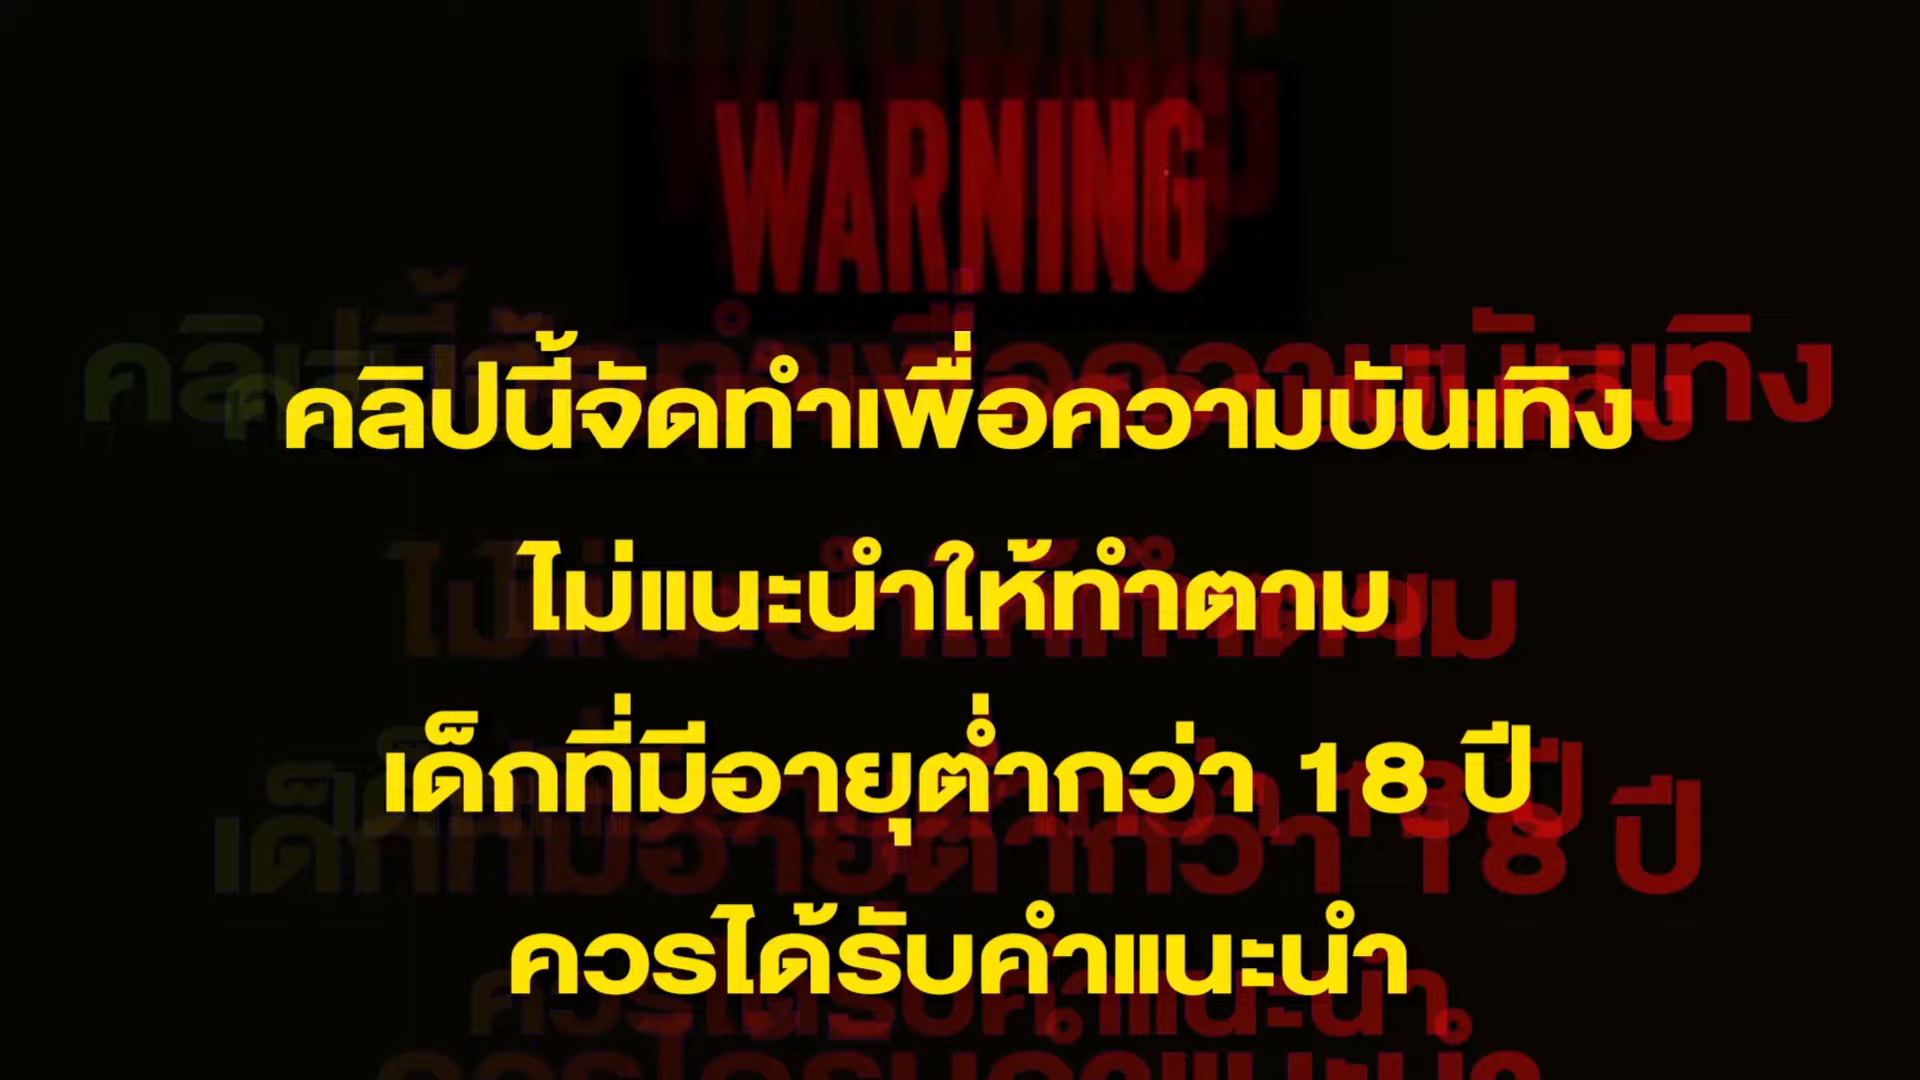 WARNING
คลิปนี้จัดทำเพื่อความบันเทิง
ไม่แนะนำให้ทำตาม
เด็กที่มีอายุต่ำกว่า 18 ปี
ควรได้รับคำแนะนำ